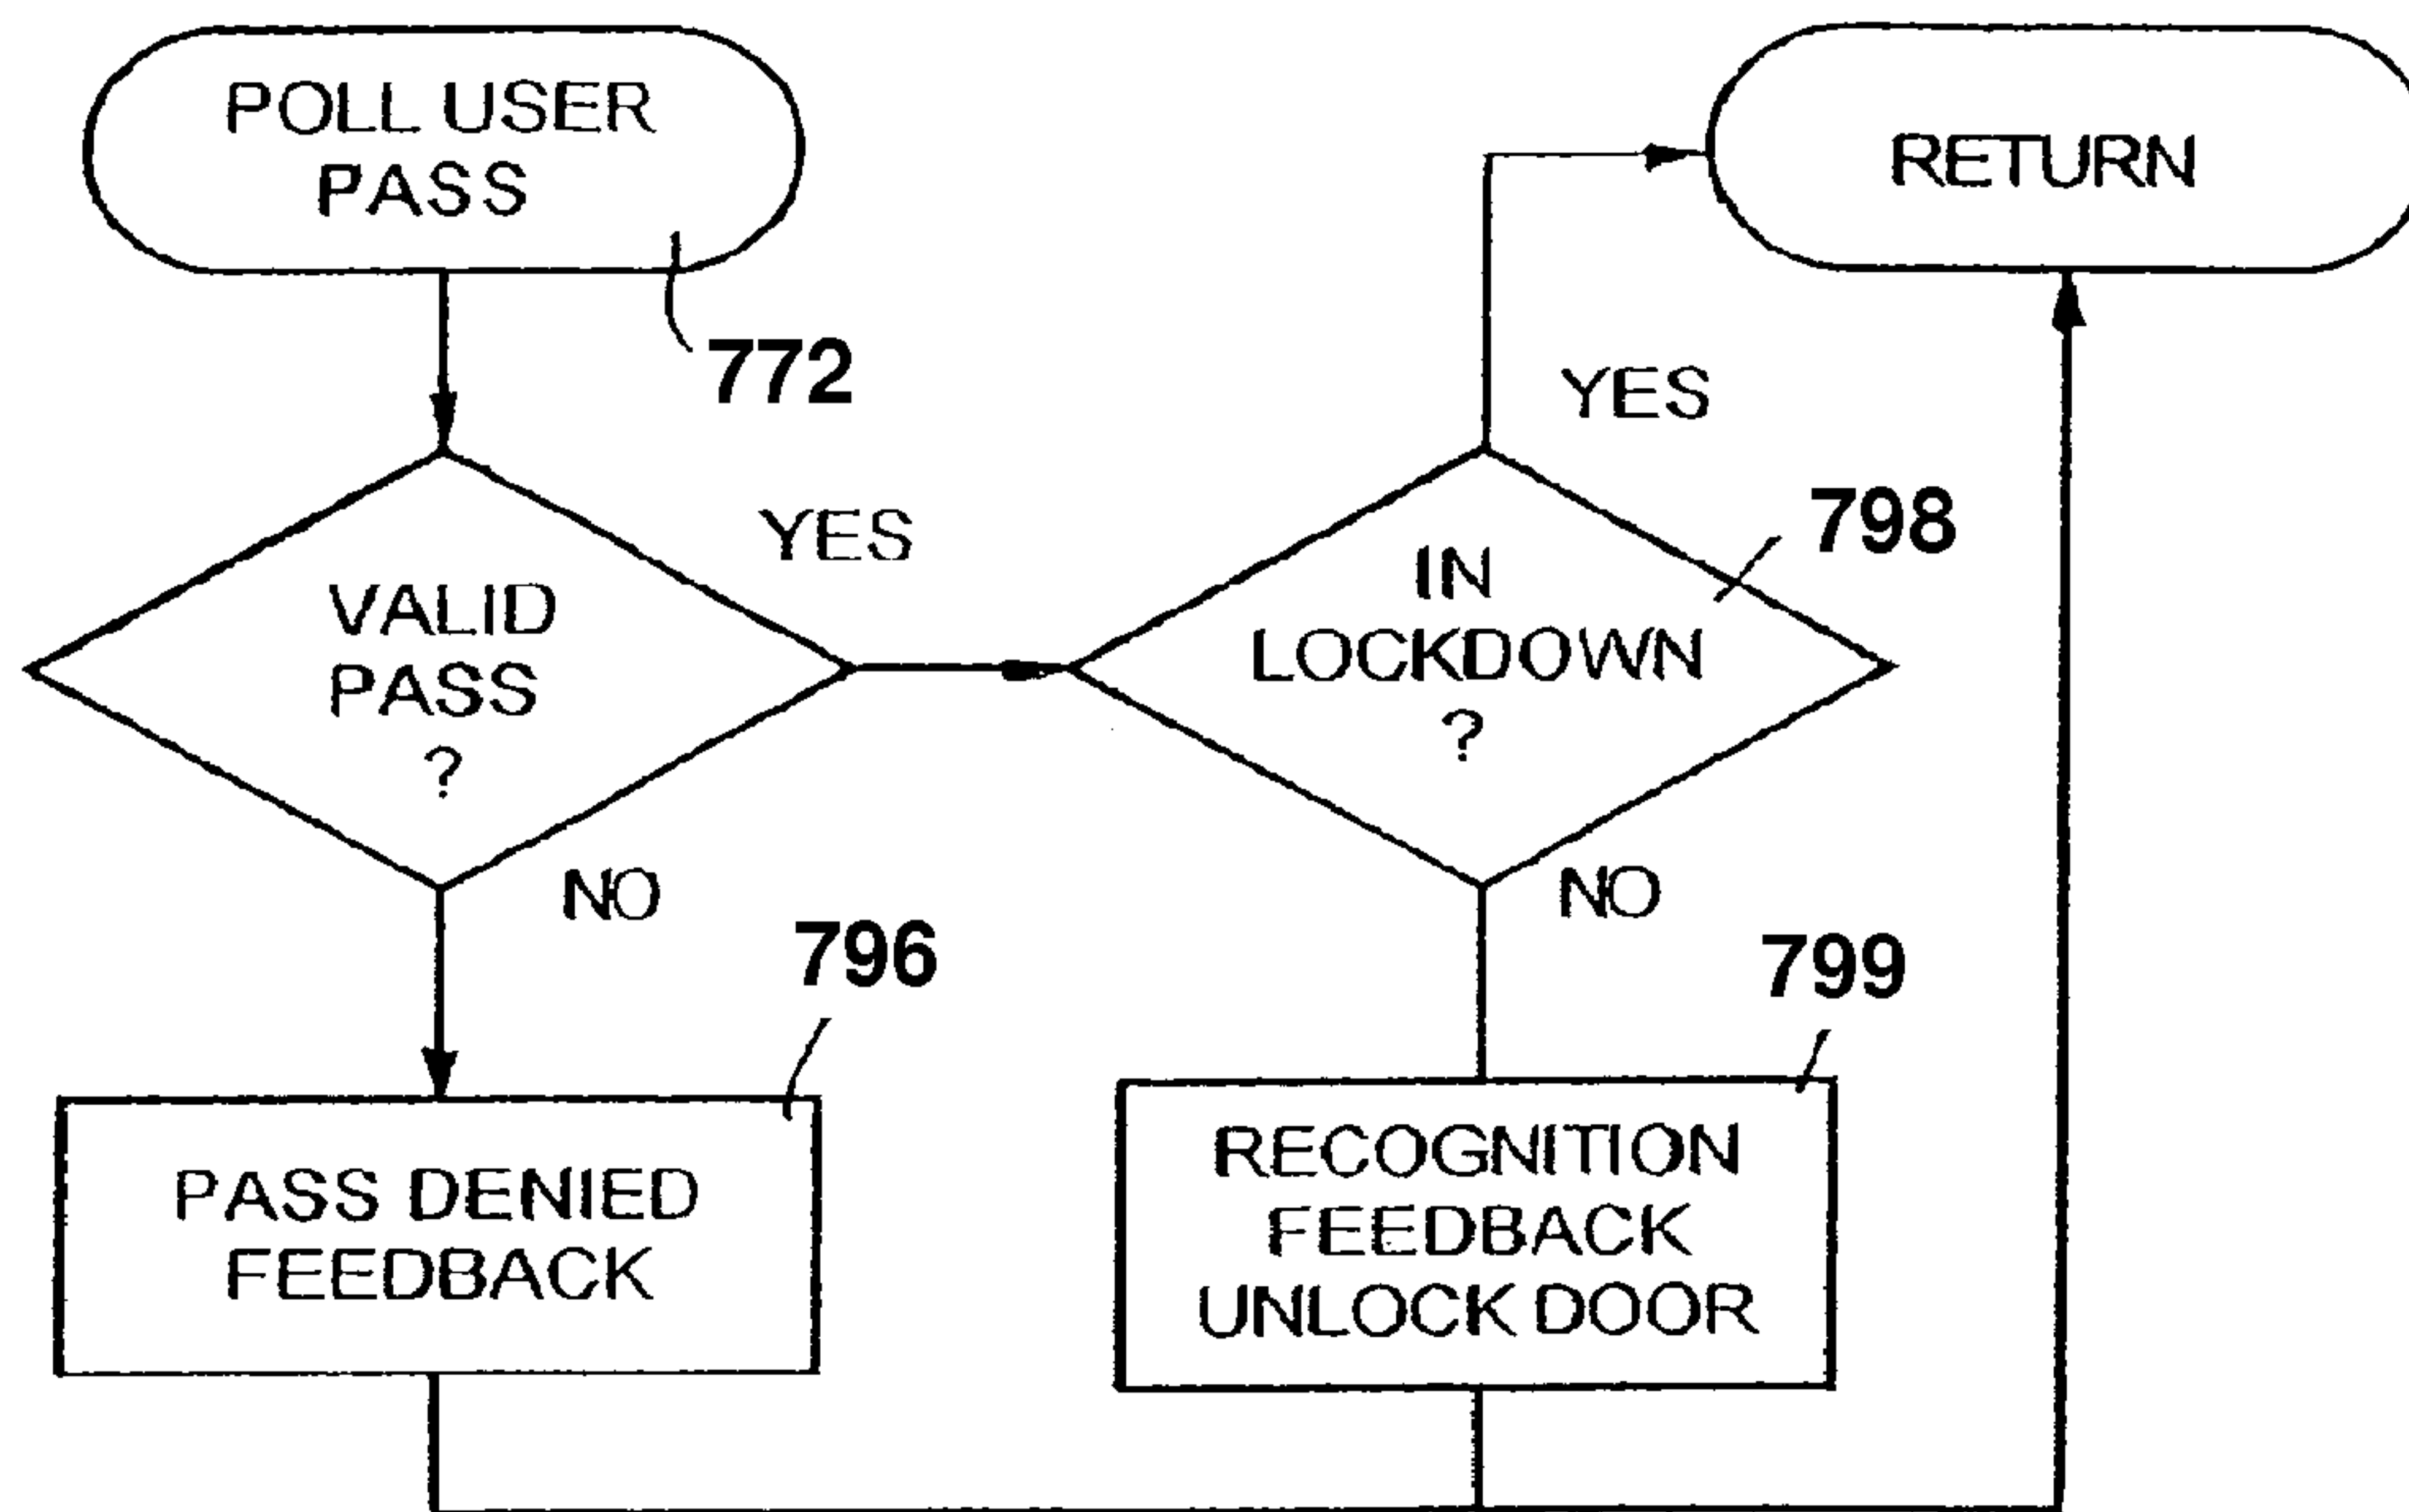 POLL USER
PASS
772
RETURN
YES
VALID
PASS
?
YES
IN
LOCKDOWN
?
798
NO
796
NO
799
PASS DENIED
FEEDBACK
RECOGNITION
FEEDBACK
UNLOCK DOOR